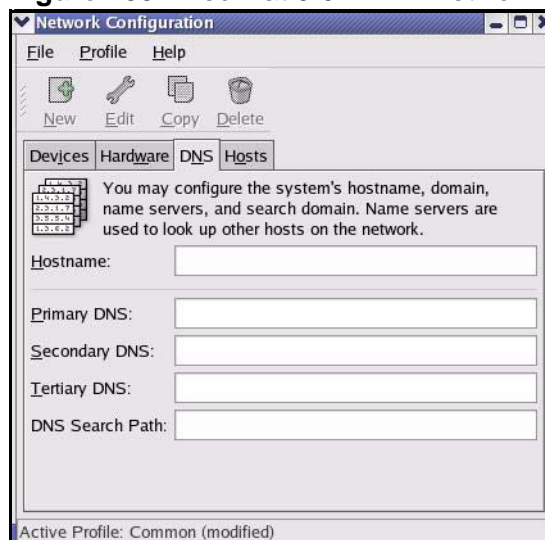 Network Configuration
File Profile Help
New Edit Copy Delete
Devices Hardware DNS Hosts
You may configure the system's hostname, domain,
name servers, and search domain. Name servers are
used to look up other hosts on the network.
Hostname:
Primary DNS:
Secondary DNS:
Tertiary DNS:
DNS Search Path:
Active Profile: Common (modified)